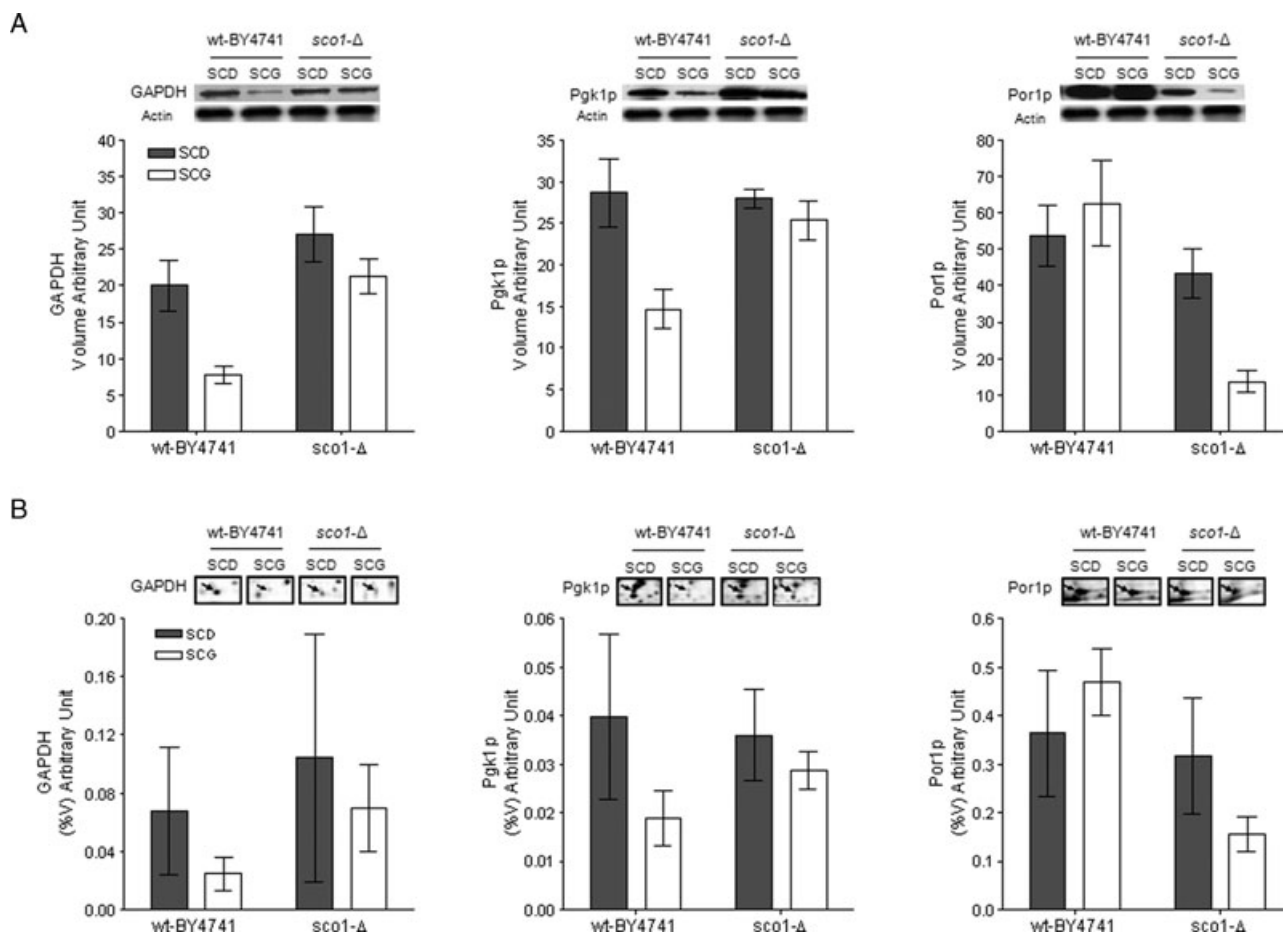 A
wt-BY4741 sco1-Δ
SCD SCG SCD SCG
GAPDH
Actin
40
35
30
25
20
15
10
5
0
GAPDH
Volume Arbitrary Unit
SCD
SCG
wt-BY4741 sco1-Δ
wt-BY4741 sco1-Δ
SCD SCG SCD SCG
Pgk1p
Actin
40
35
30
25
20
15
10
5
0
Pgk1p
Volume Arbitrary Unit
wt-BY4741 sco1-Δ
wt-BY4741 sco1-Δ
SCD SCG SCD SCG
Por1p
Actin
80
70
60
50
40
30
20
10
0
Por1p
Volume Arbitrary Unit
wt-BY4741 sco1-Δ
B
wt-BY4741 sco1-Δ
SCD SCG SCD SCG
GAPDH
0.20
0.16
0.12
0.08
0.04
0.00
GAPDH
(%V) Arbitrary Unit
SCD
SCG
wt-BY4741 sco1-Δ
wt-BY4741 sco1-Δ
SCD SCG SCD SCG
Pgk1p
0.07
0.06
0.05
0.04
0.03
0.02
0.01
0.00
Pgk1p
(%V) Arbitrary Unit
wt-BY4741 sco1-Δ
wt-BY4741 sco1-Δ
SCD SCG SCD SCG
Por1p
0.6
0.5
0.4
0.3
0.2
0.1
0.0
Por1p
(%V) Arbitrary Unit
wt-BY4741 sco1-Δ